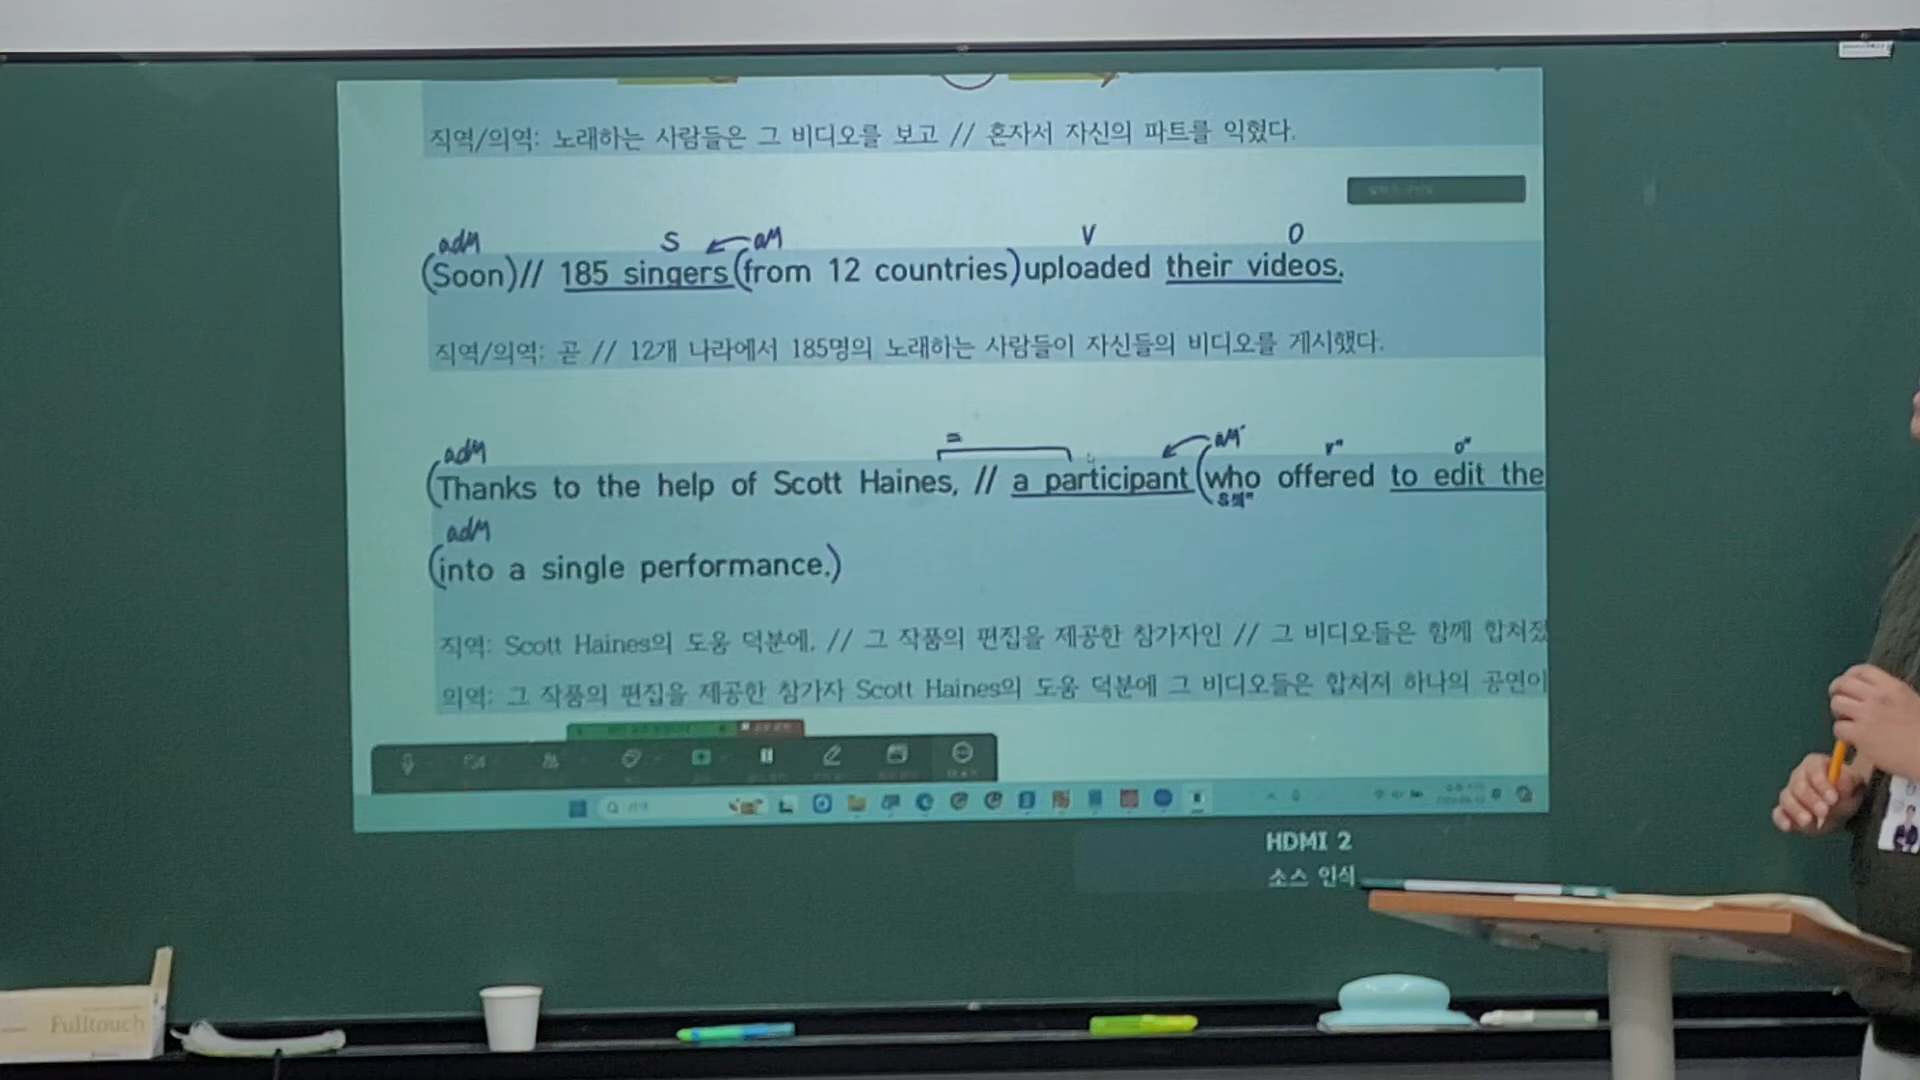 직역/의역: 노래하는 사람들은 그 비디오를 보고 // 혼자서 자신의 파트를 익혔다.
adM S aM V O
(Soon)// 185 singers (from 12 countries) uploaded their videos.
직역/의역: 곧 // 12개 나라에서 185명의 노래하는 사람들이 자신들의 비디오를 게시했다.
adM = aM' v" o"
(Thanks to the help of Scott Haines, // a participant (who offered to edit the
adM
(into a single performance.)
직역: Scott Haines의 도움 덕분에, // 그 작품의 편집을 제공한 참가자인 // 그 비디오들은 함께 합쳐졌
의역: 그 작품의 편집을 제공한 참가자 Scott Haines의 도움 덕분에 그 비디오들은 합쳐져 하나의 공연이
HDMI 2
소스 인식
Fulltouch